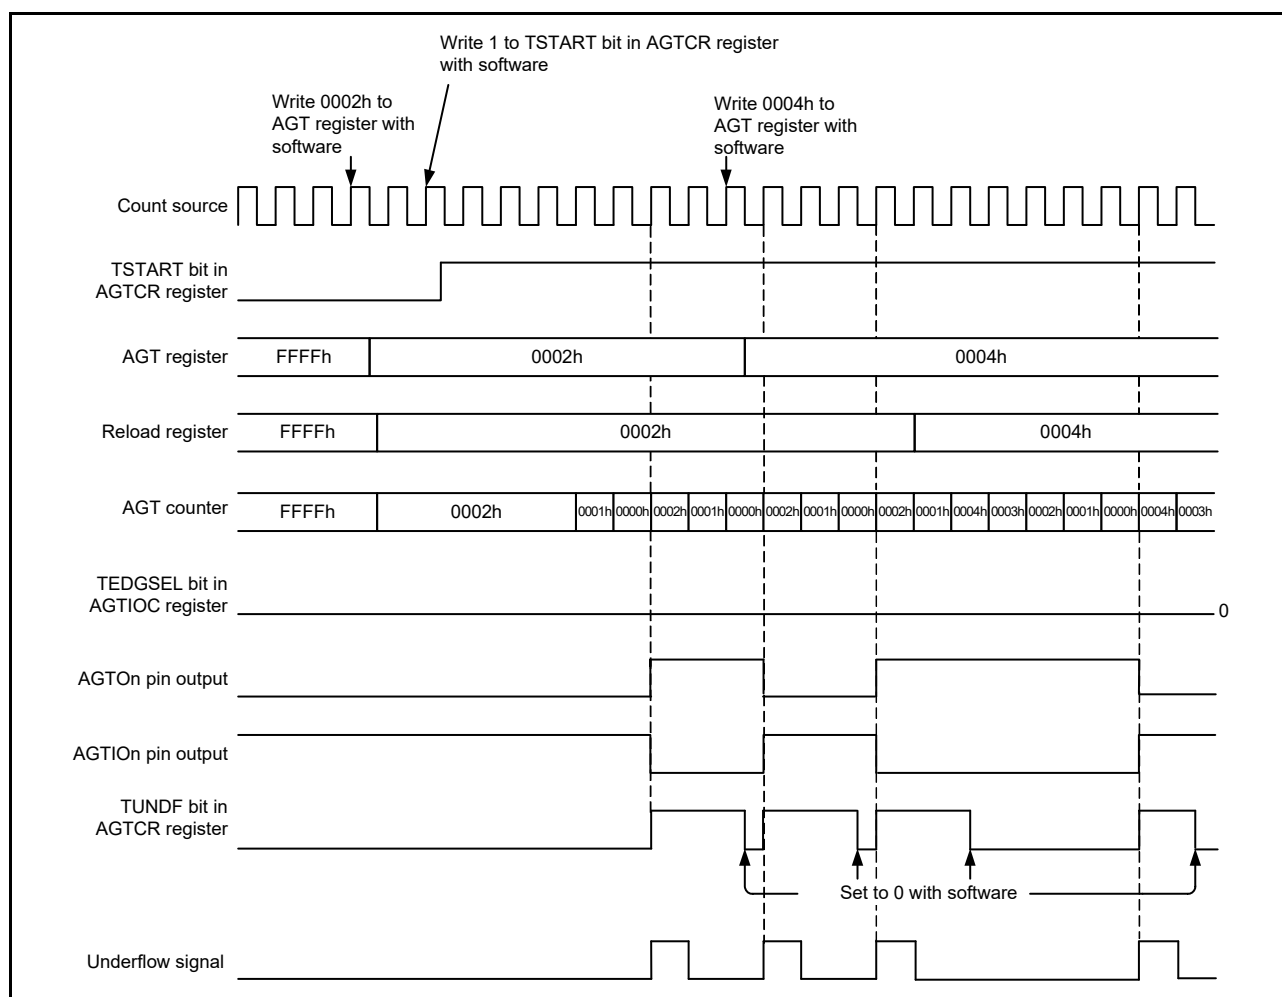 Write 1 to TSTART bit in AGTCR register
with software
Write 0002h to
AGT register with
software
Write 0004h to
AGT register with
software
Count source
TSTART bit in
AGTCR register
AGT register
FFFFh 0002h 0004h
Reload register
FFFFh 0002h 0004h
AGT counter
FFFFh 0002h 0001h 0000h 0002h 0001h 0000h 0002h 0001h 0000h 0002h 0001h 0004h 0003h 0002h 0001h 0000h 0004h 0003h
TEDGSEL bit in
AGTIOC register
0
AGTOn pin output
AGTIOn pin output
TUNDF bit in
AGTCR register
Set to 0 with software
Underflow signal